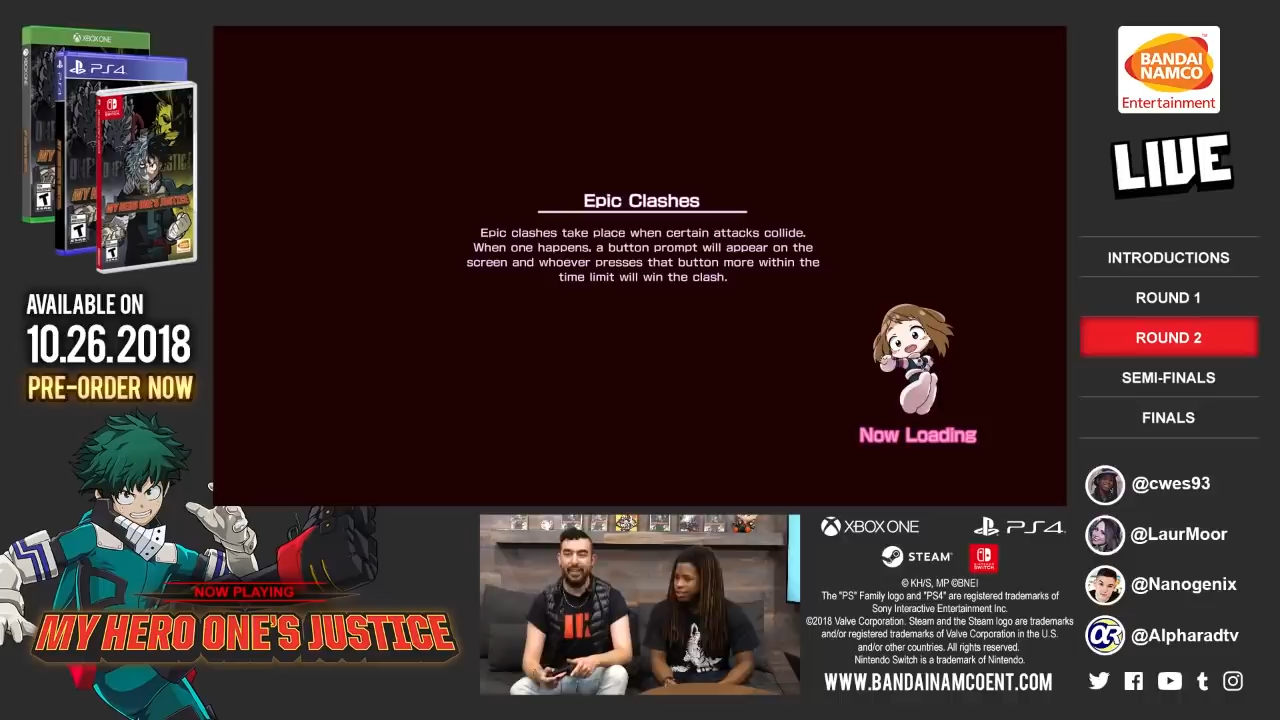 XBOX ONE
PS4
MY HERO ONE'S JUSTICE
AVAILABLE ON
10.26.2018
PRE-ORDER NOW
Epic Clashes
Epic clashes take place when certain attacks collide.
When one happens, a button prompt will appear on the
screen and whoever presses that button more within the
time limit will win the clash.
Now Loading
NOW PLAYING
MY HERO ONE'S JUSTICE
XBOX ONE PS4
STEAM NINTENDO SWITCH
© KH/S, MP ©BNEI
The "PS" Family logo and "PS4" are registered trademarks of
Sony Interactive Entertainment Inc.
©2018 Valve Corporation. Steam and the Steam logo are trademarks
and/or registered trademarks of Valve Corporation in the U.S.
and/or other countries. All rights reserved.
Nintendo Switch is a trademark of Nintendo.
WWW.BANDAINAMCOENT.COM
BANDAI
NAMCO
Entertainment
LIVE
INTRODUCTIONS
ROUND 1
ROUND 2
SEMI-FINALS
FINALS
@cwes93
@LaurMoor
@Nanogenix
@Alpharadtv